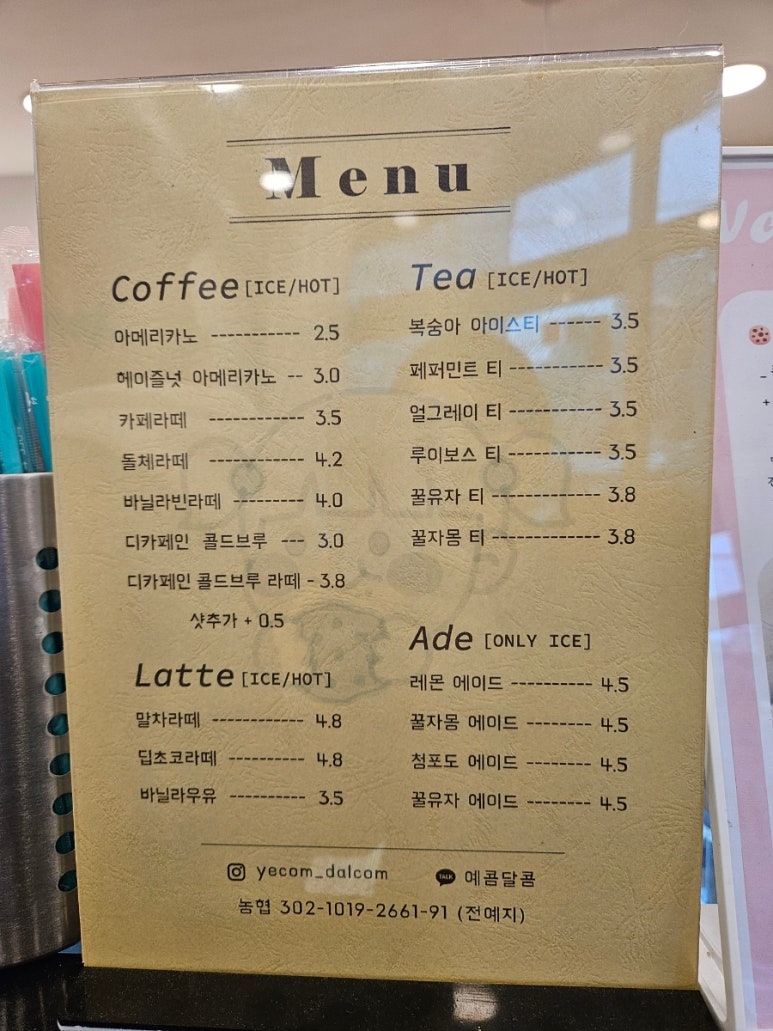 Menu
Coffee [ICE/HOT]
아메리카노 ----------- 2.5
헤이즐넛 아메리카노 -- 3.0
카페라떼 ------------ 3.5
돌체라떼 ------------ 4.2
바닐라빈라떼 --------- 4.0
디카페인 콜드브루 --- 3.0
디카페인 콜드브루 라떼 - 3.8
샷추가 + 0.5
Latte [ICE/HOT]
말차라떼 ------------ 4.8
딥초코라떼 ----------- 4.8
바닐라우유 ---------- 3.5
Tea [ICE/HOT]
복숭아 아이스티 ------ 3.5
페퍼민트 티 ------------ 3.5
얼그레이 티 ------------ 3.5
루이보스 티 ------------ 3.5
꿀유자 티 -------------- 3.8
꿀자몽 티 -------------- 3.8
Ade [ONLY ICE]
레몬 에이드 ---------- 4.5
꿀자몽 에이드 -------- 4.5
청포도 에이드 -------- 4.5
꿀유자 에이드 -------- 4.5
yecom_dalcom
TALK 예콤달콤
농협 302-1019-2661-91 (전예지)